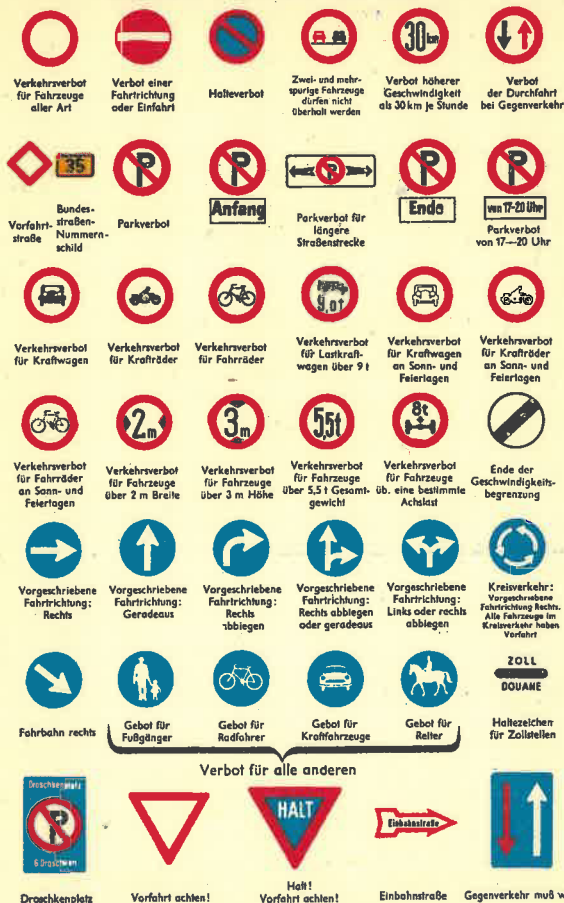 30 km
Verkehrsverbot
für Fahrzeuge
aller Art
Verbot einer
Fahrtrichtung
oder Einfahrt
Halteverbot
Zwei- und mehr-
spurige Fahrzeuge
dürfen nicht
überholt werden
Verbot höherer
Geschwindigkeit
als 30 km je Stunde
Verbot
der Durchfahrt
bei Gegenverkehr
35
P
P
P
P
P
Anfang
Ende
von 17-20 Uhr
Vorfahrt-
straße
Bundes-
straßen-
Nummern-
schild
Parkverbot
Parkverbot für
längere
Straßenstrecke
Parkverbot
von 17—20 Uhr
9,0t
Verkehrsverbot
für Kraftwagen
Verkehrsverbot
für Krafträder
Verkehrsverbot
für Fahrräder
Verkehrsverbot
für Lastkraft-
wagen über 9 t
Verkehrsverbot
für Kraftwagen
an Sonn- und
Feiertagen
Verkehrsverbot
für Krafträder
an Sonn- und
Feiertagen
2 m
3 m
5,5t
8t
Verkehrsverbot
für Fahrräder
an Sonn- und
Feiertagen
Verkehrsverbot
für Fahrzeuge
über 2 m Breite
Verkehrsverbot
für Fahrzeuge
über 3 m Höhe
Verkehrsverbot
für Fahrzeuge
über 5,5 t Gesamt-
gewicht
Verkehrsverbot
für Fahrzeuge
üb. eine bestimmte
Achslast
Ende der
Geschwindigkeits-
begrenzung
Vorgeschriebene
Fahrtrichtung:
Rechts
Vorgeschriebene
Fahrtrichtung:
Geradeaus
Vorgeschriebene
Fahrtrichtung:
Rechts
abbiegen
Vorgeschriebene
Fahrtrichtung:
Rechts abbiegen
oder geradeaus
Vorgeschriebene
Fahrtrichtung:
Links oder rechts
abbiegen
Kreisverkehr:
Vorgeschriebene
Fahrtrichtung Rechts.
Alle Fahrzeuge im
Kreisverkehr haben
Vorfahrt
ZOLL
DOUANE
Fahrbahn rechts
Gebot für
Fußgänger
Gebot für
Radfahrer
Gebot für
Kraftfahrzeuge
Gebot für
Reiter
Haltezeichen
für Zollstellen
Verbot für alle anderen
Droschkenplatz
P
6 Droschken
HALT
Einbahnstraße
Droschkenplatz
Vorfahrt achten!
Halt!
Vorfahrt achten!
Einbahnstraße
Gegenverkehr muß